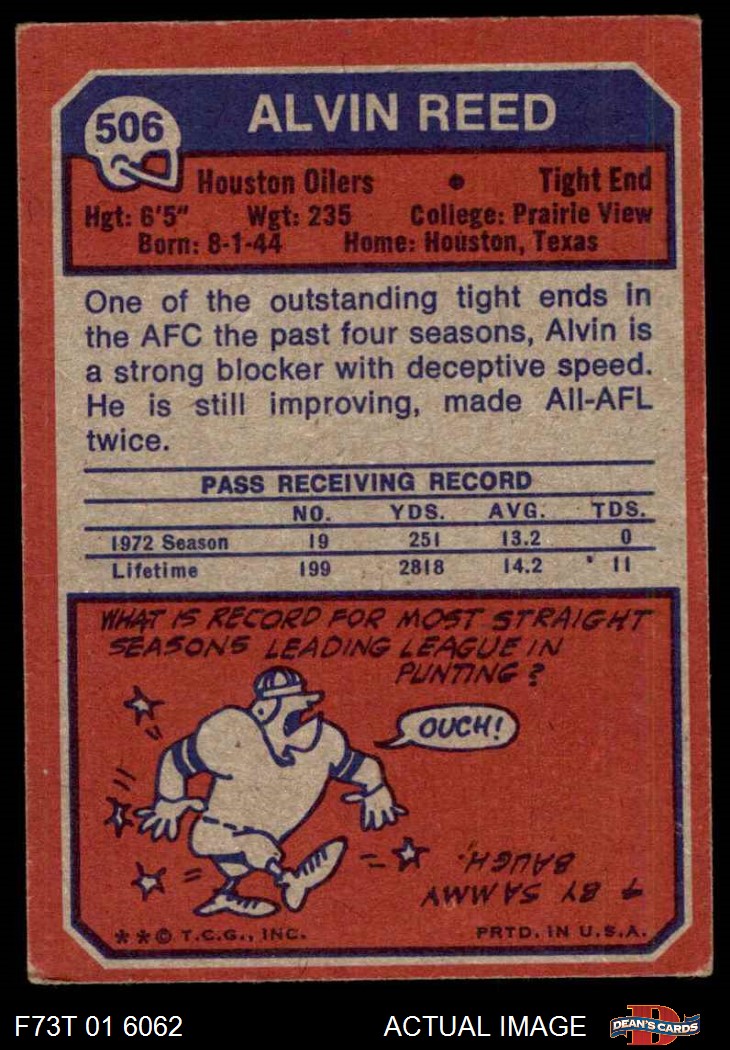 506
ALVIN REED
Houston Oilers • Tight End
Hgt: 6'5" Wgt: 235 College: Prairie View
Born: 8-1-44 Home: Houston, Texas
One of the outstanding tight ends in
the AFC the past four seasons, Alvin is
a strong blocker with deceptive speed.
He is still improving, made All-AFL
twice.
PASS RECEIVING RECORD
NO. YDS. AVG. TDS.
1972 Season 19 251 13.2 0
Lifetime 199 2818 14.2 11
WHAT IS RECORD FOR MOST STRAIGHT
SEASONS LEADING LEAGUE IN
PUNTING?
OUCH!
4 BY SAMMY
BAUGH.
**© T.C.G., INC. PRTD. IN U.S.A.
F73T 01 6062 ACTUAL IMAGE
D
DEAN'S CARDS